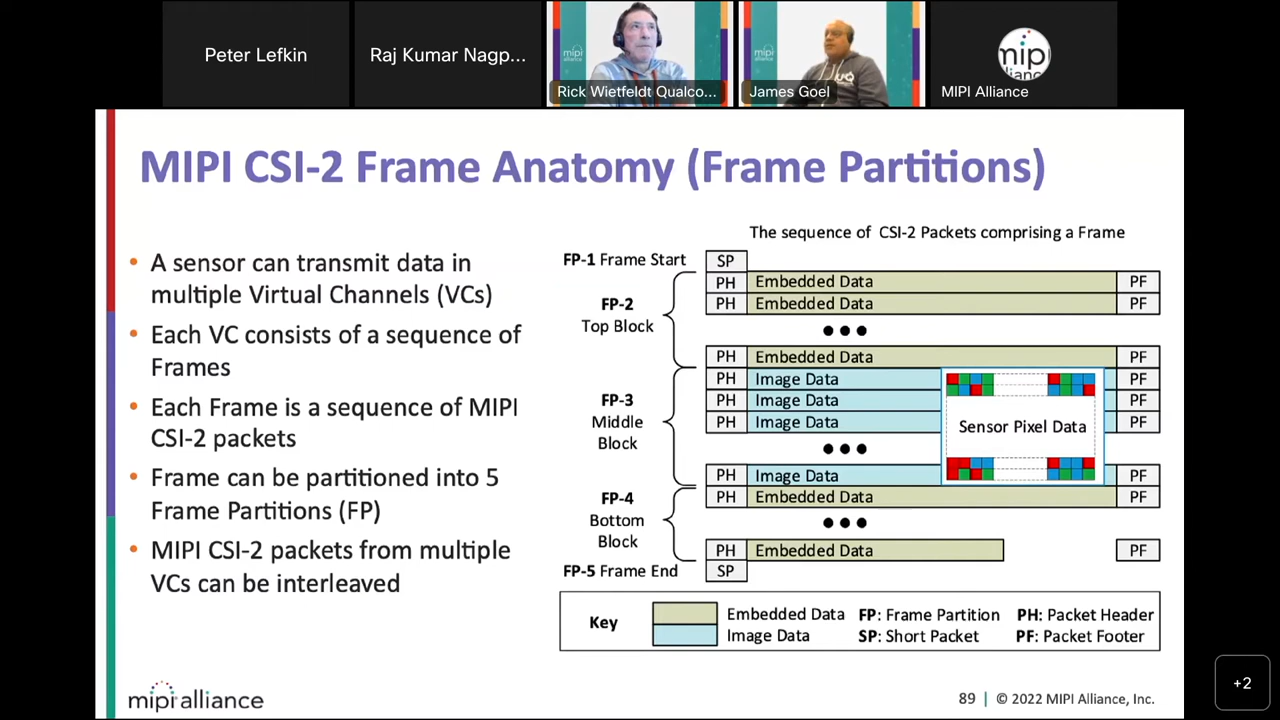 Peter Lefkin
Raj Kumar Nagp...
mipi
Rick Wietfeldt Qualco...
mipi
James Goel
mipi
alliance
MIPI Alliance
MIPI CSI-2 Frame Anatomy (Frame Partitions)
• A sensor can transmit data in
multiple Virtual Channels (VCs)
• Each VC consists of a sequence of
Frames
• Each Frame is a sequence of MIPI
CSI-2 packets
• Frame can be partitioned into 5
Frame Partitions (FP)
• MIPI CSI-2 packets from multiple
VCs can be interleaved
The sequence of CSI-2 Packets comprising a Frame
FP-1 Frame Start SP
PH Embedded Data PF
FP-2
Top Block
PH Embedded Data PF
•••
PH Embedded Data PF
PH Image Data PF
FP-3
Middle
Block
PH Image Data PF
PH Image Data PF
Sensor Pixel Data
•••
PH Image Data PF
PH Embedded Data PF
FP-4
Bottom
Block
•••
PH Embedded Data PF
FP-5 Frame End SP
Key
Embedded Data FP: Frame Partition PH: Packet Header
Image Data SP: Short Packet PF: Packet Footer
mipi alliance
89 | © 2022 MIPI Alliance, Inc.
+2